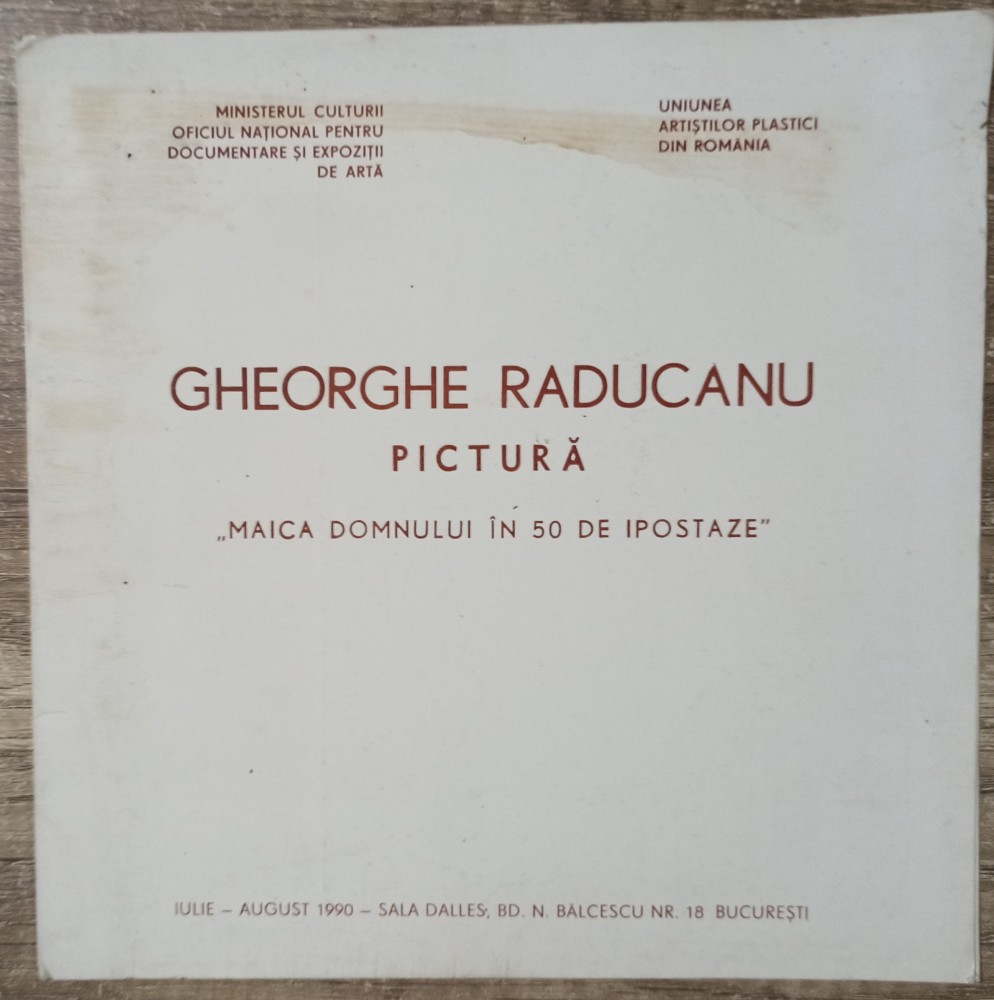 MINISTERUL CULTURII
OFICIUL NAȚIONAL PENTRU
DOCUMENTARE ȘI EXPOZIȚII
DE ARTĂ
UNIUNEA
ARTIȘTILOR PLASTICI
DIN ROMÂNIA
GHEORGHE RADUCANU
PICTURĂ
„MAICA DOMNULUI ÎN 50 DE IPOSTAZE”
IULIE – AUGUST 1990 – SALA DALLES, BD. N. BĂLCESCU NR. 18 BUCUREȘTI